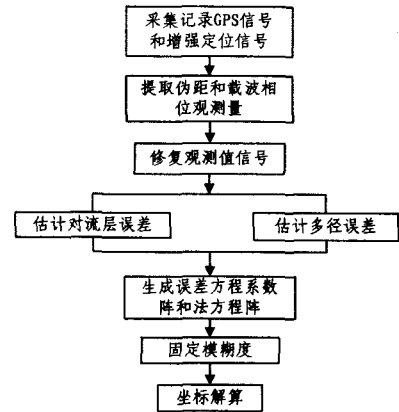 采集记录GPS信号
和增强定位信号
提取伪距和载波相
位观测量
修复观测值信号
估计对流层误差
估计多径误差
生成误差方程系数
阵和法方程阵
固定模糊度
坐标解算